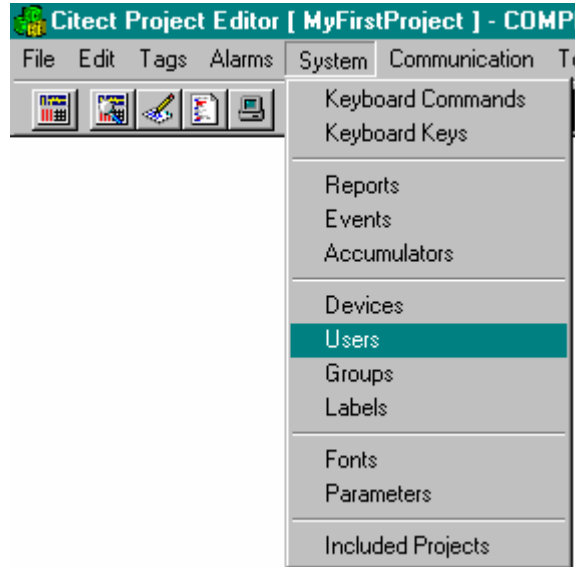 Citect Project Editor [ MyFirstProject ] - COMP
File Edit Tags Alarms System Communication T
Keyboard Commands
Keyboard Keys
Reports
Events
Accumulators
Devices
Users
Groups
Labels
Fonts
Parameters
Included Projects